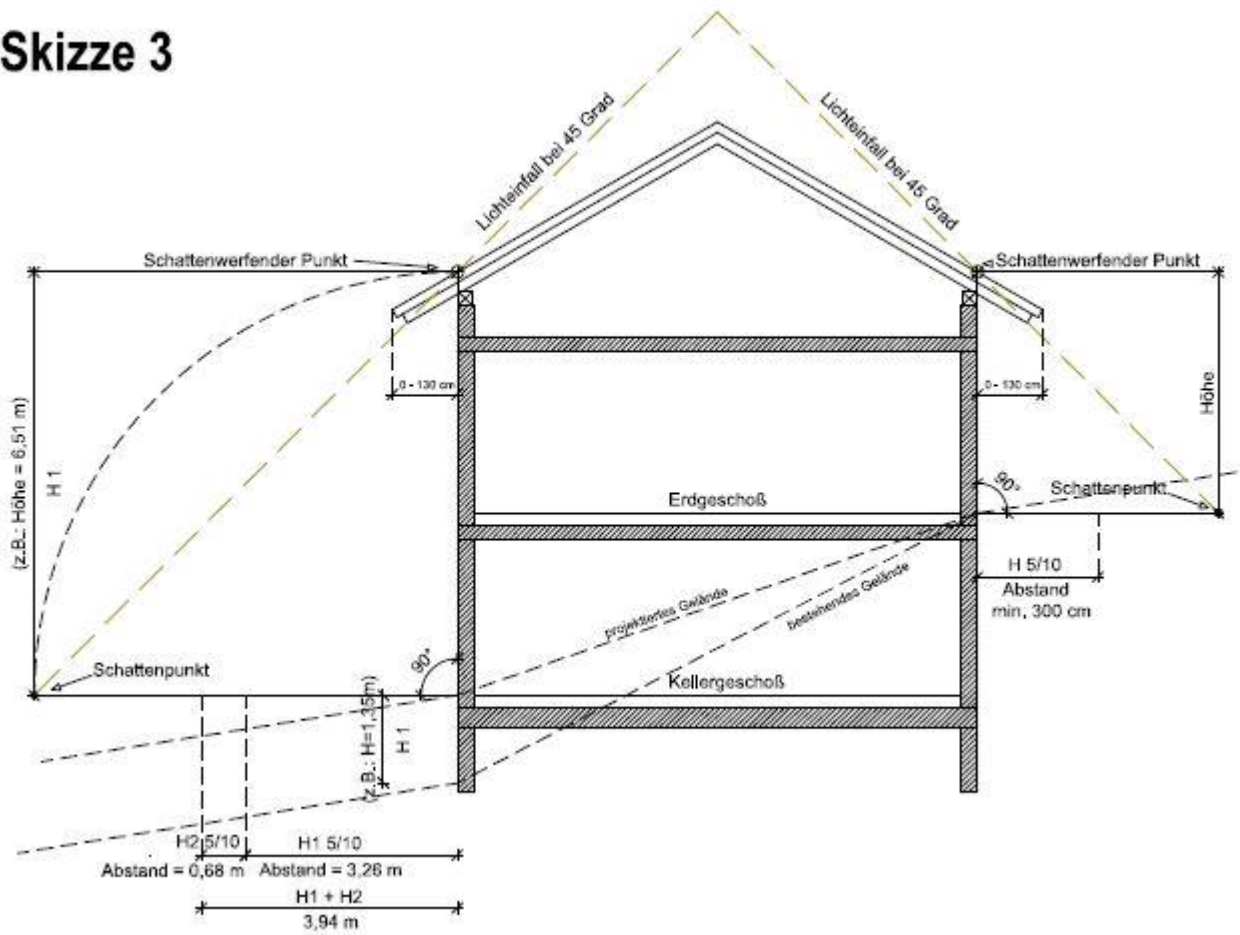 Skizze 3
Lichteinfall bei 45 Grad
Lichteinfall bei 45 Grad
Schattenwerfender Punkt
Schattenwerfender Punkt
0 - 130 cm
0 - 130 cm
(z.B.: Höhe = 6,51 m)
H 1
Höhe
Erdgeschoß
90°
Schattenpunkt
H 5/10
Abstand
min, 300 cm
projektiertes Gelände
bestehendes Gelände
Schattenpunkt
90°
Kellergeschoß
(z.B.: H=1,35m)
H 1
H2 5/10
H1 5/10
Abstand = 0,68 m
Abstand = 3,26 m
H1 + H2
3,94 m